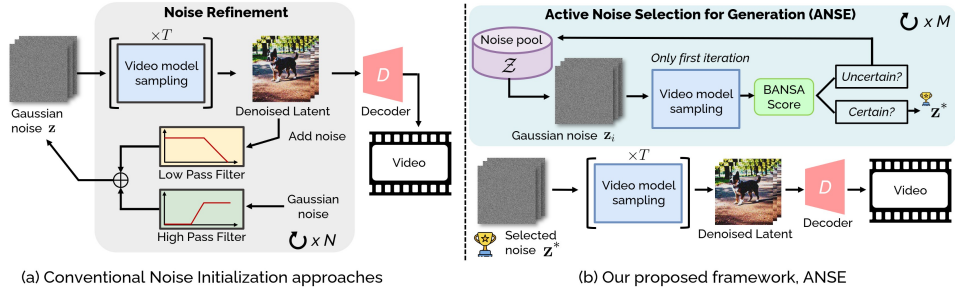 Noise Refinement
×T
Video model
sampling
Gaussian
noise z
Denoised Latent
D
Decoder
Add noise
Low Pass Filter
Video
Gaussian
noise
High Pass Filter
x N
(a) Conventional Noise Initialization approaches
Active Noise Selection for Generation (ANSE)
x M
Noise pool
Z
Only first iteration
Video model
sampling
BANSA
Score
Uncertain?
Certain?
z*
Gaussian noise zᵢ
×T
Video model
sampling
D
Video
Decoder
Selected
noise z*
Denoised Latent
(b) Our proposed framework, ANSE